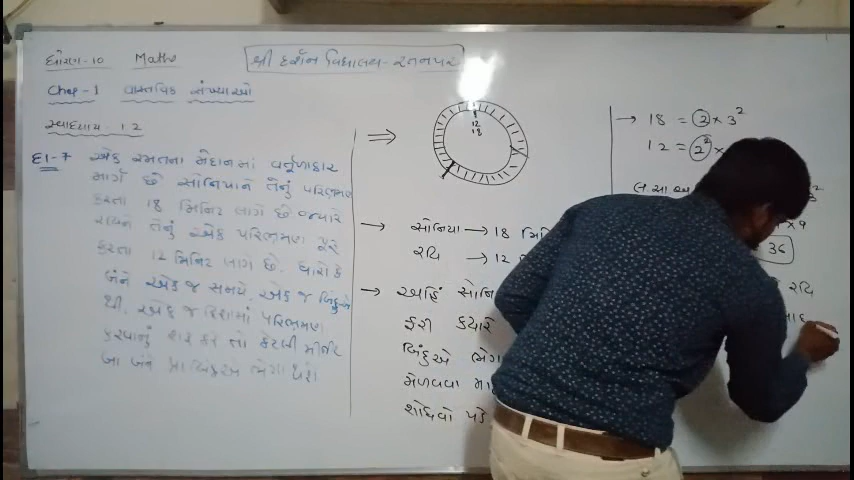 ધોરણ-10 Maths
શ્રી દર્શન વિદ્યાલય-રતનપર
Chap-1 વાસ્તવિક સંખ્યાઓ
સ્વાધ્યાય 1.2
દા-7 એક રમતના મેદાનમાં વર્તુળાકાર
માર્ગ છે સોનિયાને તેનું પરિભ્રમણ
કરતા 18 મિનિટ લાગે છે જ્યારે
રવિને તેનું એક પરિભ્રમણ
કરતા 12 મિનિટ લાગે છે. ધારો કે
બંને એક જ સમયે, એક જ બિંદુએ
થી, એક જ દિશામાં પરિભ્રમણ
કરવાનું શરૂ કરે તો કેટલી મીનીટ
બાદ બંને આ બિંદુએ ભેગા થશે
⇒
12
18
→ સોનિયા → 18 મિનિ
રવિ → 12 મિ
→ અહિં સોનિ
ફરી ક્યારે
બિંદુએ ભેગા
મેળવવા મા
શોધવો પડે.
→ 18 = 2 × 3²
12 = 2² ×
લ.સા.અ
× 9
36
રવિ
બાદ